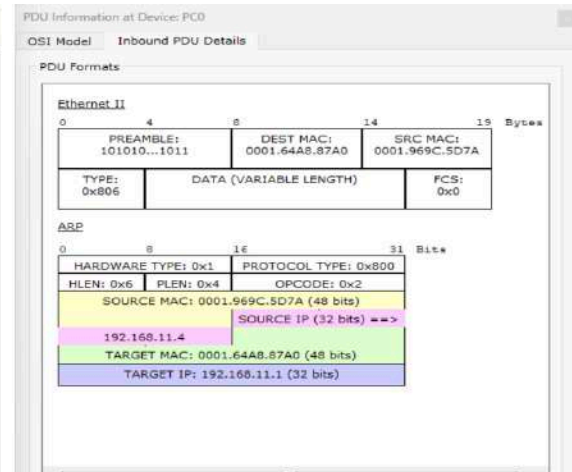 PDU Information at Device: PC0
OSI Model Inbound PDU Details
PDU Formats
Ethernet II
0 4 8 14 19 Bytes
PREAMBLE: DEST MAC: SRC MAC:
101010...1011 0001.64A8.87A0 0001.969C.5D7A
TYPE: DATA (VARIABLE LENGTH) FCS:
0x806 0x0
ARP
0 8 16 31 Bits
HARDWARE TYPE: 0x1 PROTOCOL TYPE: 0x800
HLEN: 0x6 PLEN: 0x4 OPCODE: 0x2
SOURCE MAC: 0001.969C.5D7A (48 bits)
SOURCE IP (32 bits) ==>
192.168.11.4
TARGET MAC: 0001.64A8.87A0 (48 bits)
TARGET IP: 192.168.11.1 (32 bits)